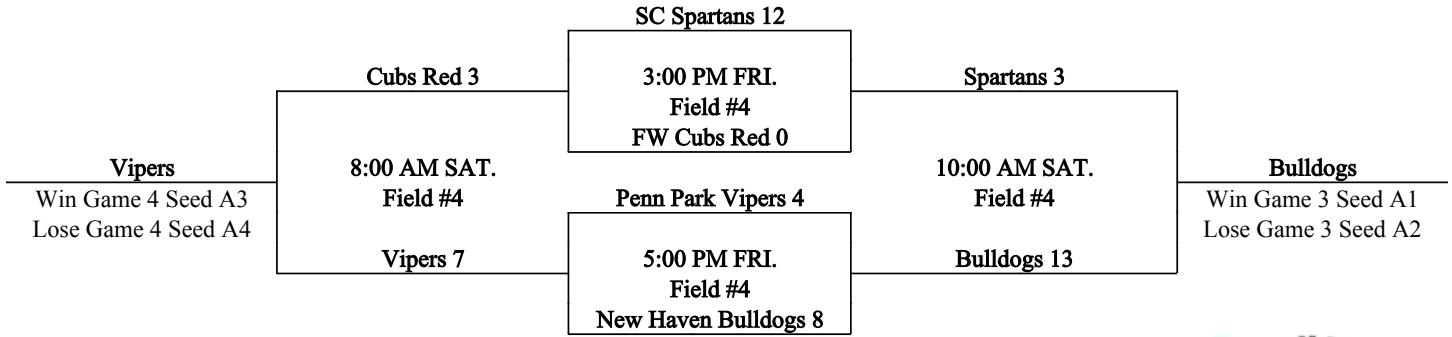 SC Spartans 12
Cubs Red 3
3:00 PM FRI.
Spartans 3
Field #4
FW Cubs Red 0
Vipers
8:00 AM SAT.
10:00 AM SAT.
Bulldogs
Win Game 4 Seed A3
Field #4
Penn Park Vipers 4
Field #4
Win Game 3 Seed A1
Lose Game 4 Seed A4
Lose Game 3 Seed A2
Vipers 7
5:00 PM FRI.
Bulldogs 13
Field #4
New Haven Bulldogs 8